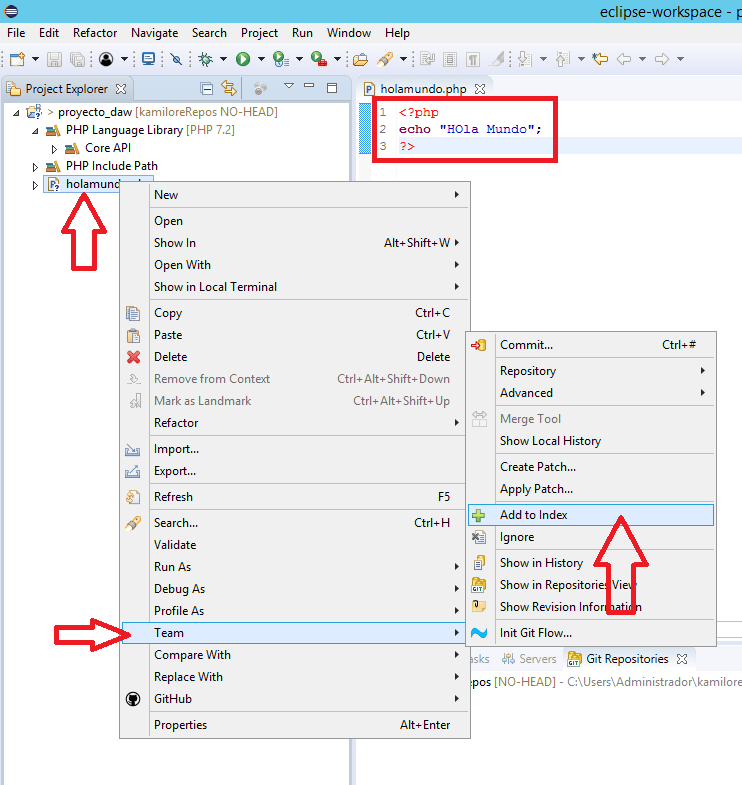 eclipse-workspace - p
File Edit Refactor Navigate Search Project Run Window Help
Project Explorer
> proyecto_daw [kamiloreRepos NO-HEAD]
PHP Language Library [PHP 7.2]
Core API
PHP Include Path
holamundo.php
1 <?php
2 echo "HOla Mundo";
3 ?>
New
Open
Show In Alt+Shift+W
Open With
Show in Local Terminal
Copy Ctrl+C
Paste Ctrl+V
Delete Delete
Remove from Context Ctrl+Alt+Shift+Down
Mark as Landmark Ctrl+Alt+Shift+Up
Refactor
Import...
Export...
Refresh F5
Search... Ctrl+H
Validate
Run As
Debug As
Profile As
Team
Compare With
Replace With
GitHub
Properties Alt+Enter
Commit... Ctrl+#
Repository
Advanced
Merge Tool
Show Local History
Create Patch...
Apply Patch...
Add to Index
Ignore
Show in History
Show in Repositories View
Show Revision Information
Init Git Flow...
asks Servers Git Repositories
epos [NO-HEAD] - C:\Users\Administrador\kamilore